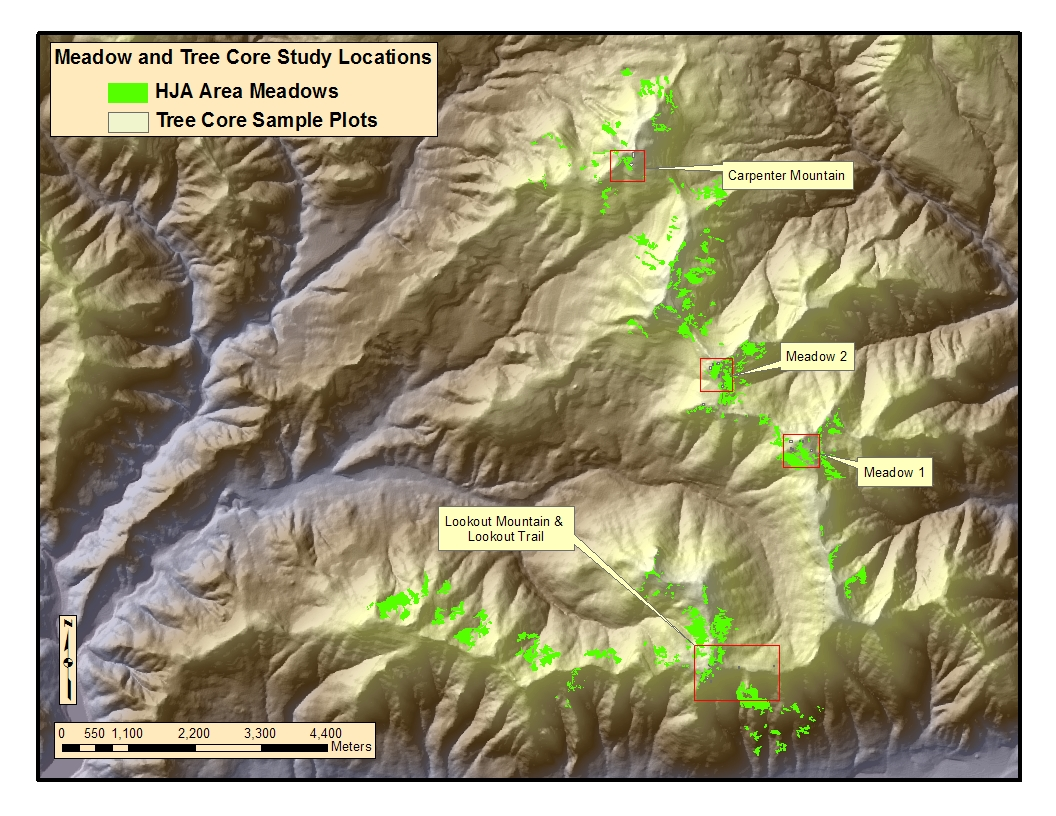 Meadow and Tree Core Study Locations
HJA Area Meadows
Tree Core Sample Plots
Carpenter Mountain
Meadow 2
Meadow 1
Lookout Mountain &
Lookout Trail
N
0 550 1,100 2,200 3,300 4,400
Meters